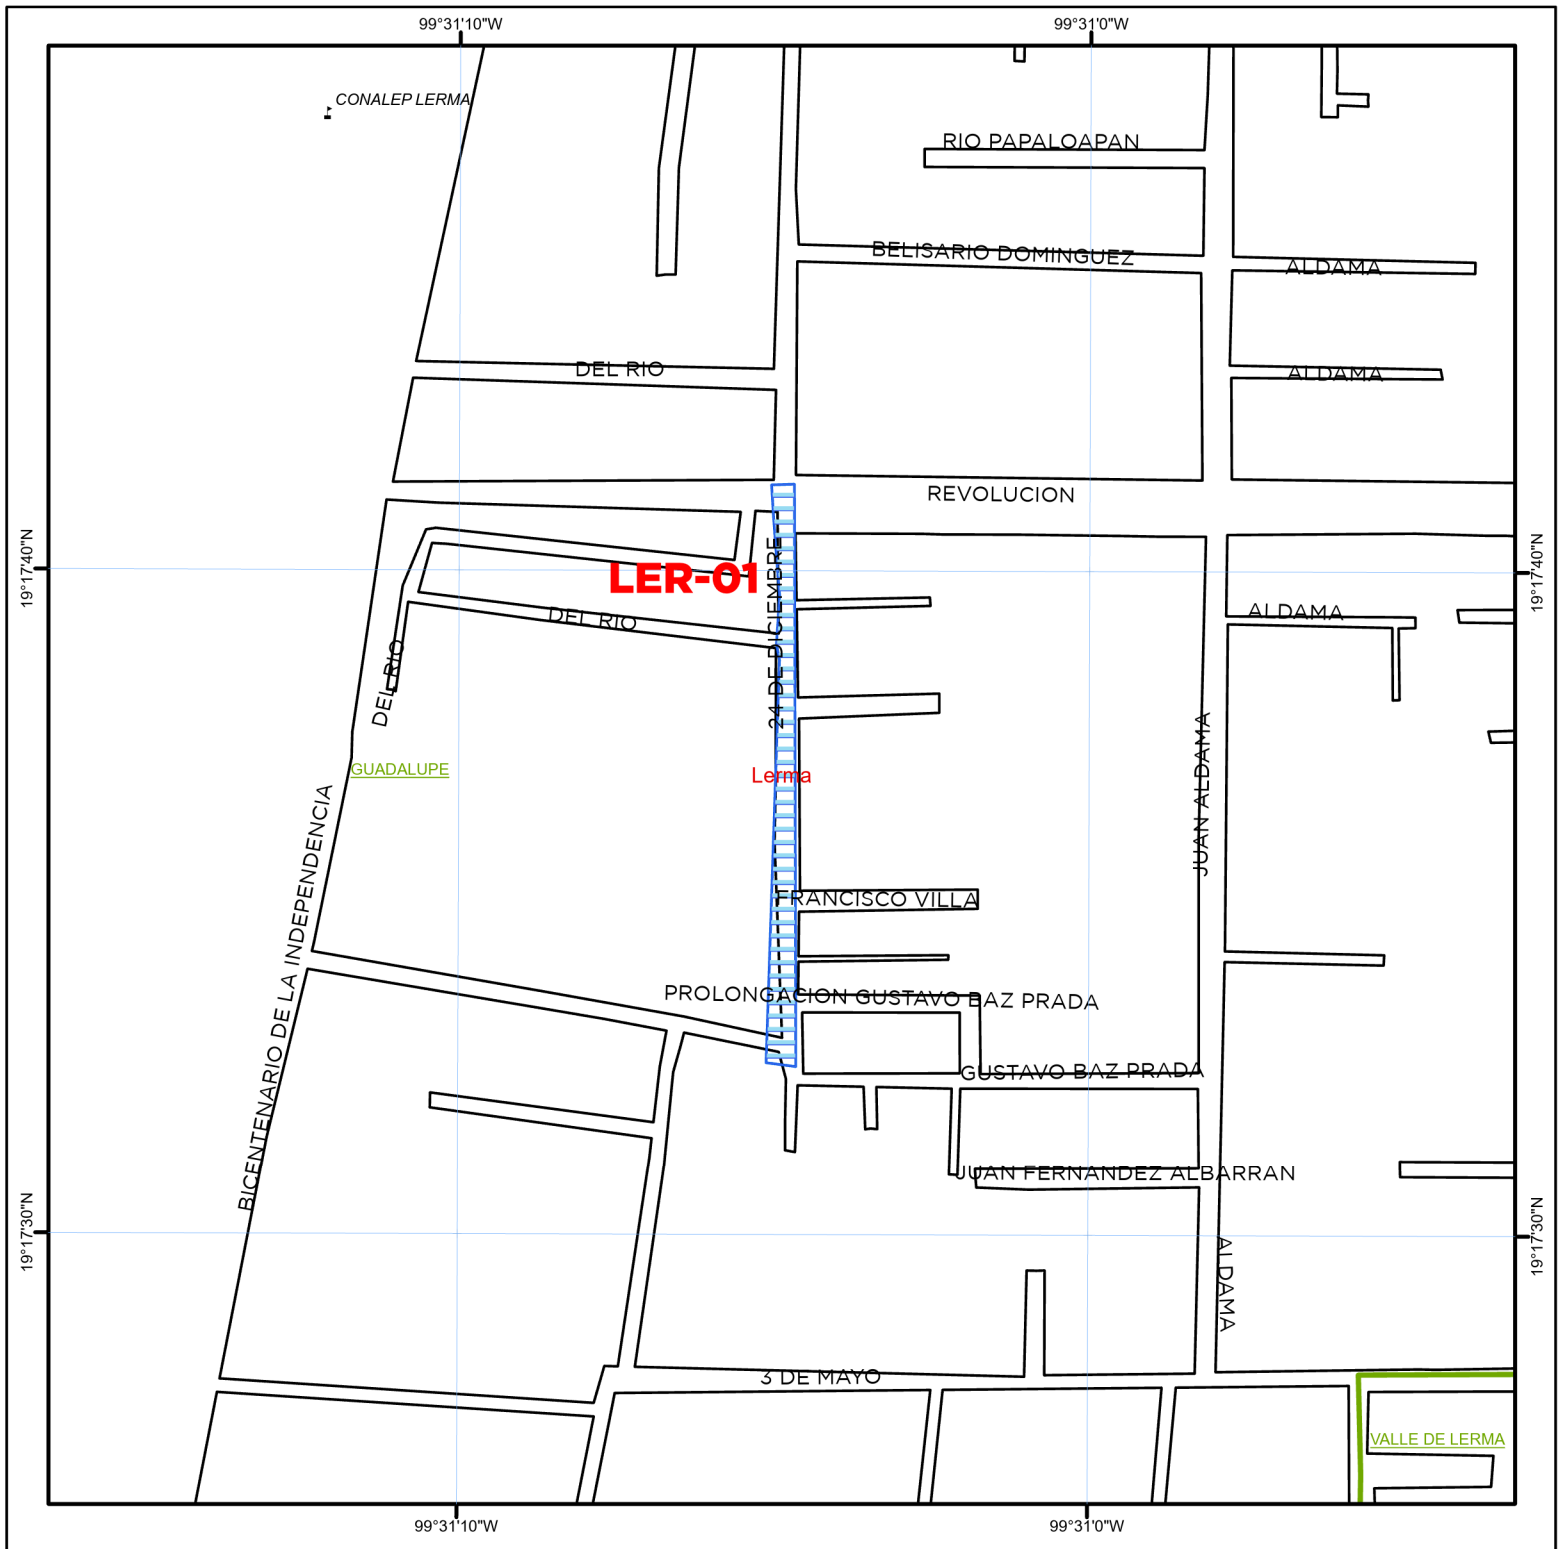 99°31'10"W
99°31'0"W
CONALEP LERMA
RIO PAPALOAPAN
BELISARIO DOMINGUEZ
ALDAMA
DEL RIO
ALDAMA
REVOLUCION
19°17'40"N
19°17'40"N
LER-01
24 DE DICIEMBRE
DEL RIO
ALDAMA
DEL RIO
GUADALUPE
Lerma
JUAN ALDAMA
BICENTENARIO DE LA INDEPENDENCIA
FRANCISCO VILLA
PROLONGACION GUSTAVO BAZ PRADA
GUSTAVO BAZ PRADA
JUAN FERNANDEZ ALBARRAN
19°17'30"N
19°17'30"N
ALDAMA
3 DE MAYO
VALLE DE LERMA
99°31'10"W
99°31'0"W